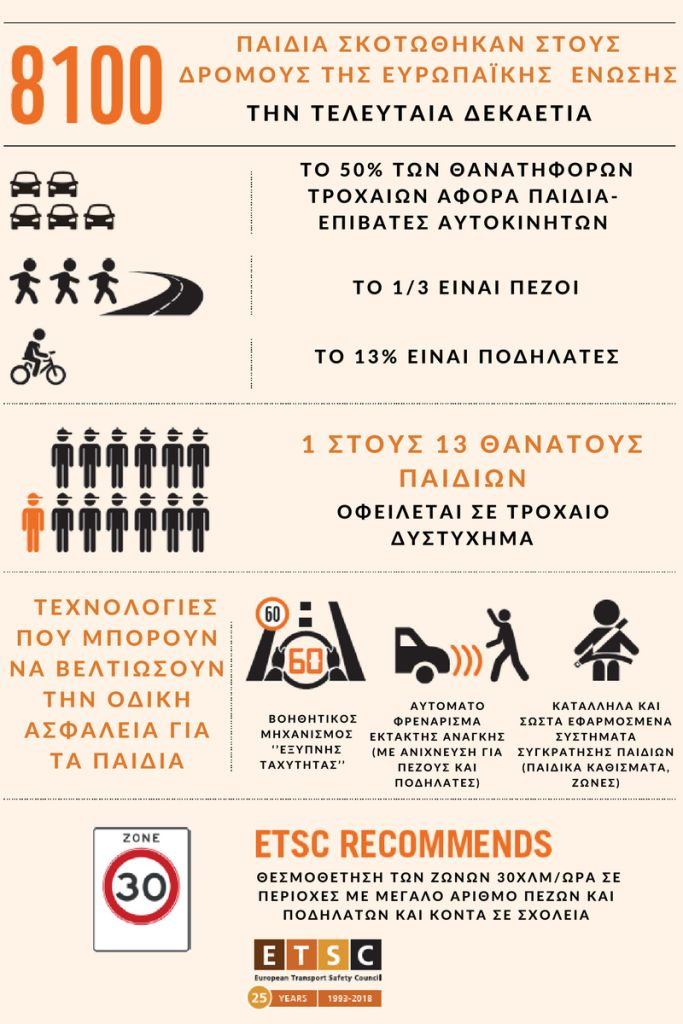 8100
ΠΑΙΔΙΑ ΣΚΟΤΩΘΗΚΑΝ ΣΤΟΥΣ
ΔΡΟΜΟΥΣ ΤΗΣ ΕΥΡΩΠΑΪΚΗΣ ΕΝΩΣΗΣ
ΤΗΝ ΤΕΛΕΥΤΑΙΑ ΔΕΚΑΕΤΙΑ
ΤΟ 50% ΤΩΝ ΘΑΝΑΤΗΦΟΡΩΝ
ΤΡΟΧΑΙΩΝ ΑΦΟΡΑ ΠΑΙΔΙΑ-
ΕΠΙΒΑΤΕΣ ΑΥΤΟΚΙΝΗΤΩΝ
ΤΟ 1/3 ΕΙΝΑΙ ΠΕΖΟΙ
ΤΟ 13% ΕΙΝΑΙ ΠΟΔΗΛΑΤΕΣ
1 ΣΤΟΥΣ 13 ΘΑΝΑΤΟΥΣ
ΠΑΙΔΙΩΝ
ΟΦΕΙΛΕΤΑΙ ΣΕ ΤΡΟΧΑΙΟ
ΔΥΣΤΥΧΗΜΑ
ΤΕΧΝΟΛΟΓΙΕΣ
ΠΟΥ ΜΠΟΡΟΥΝ
ΝΑ ΒΕΛΤΙΩΣΟΥΝ
ΤΗΝ ΟΔΙΚΗ
ΑΣΦΑΛΕΙΑ ΓΙΑ
ΤΑ ΠΑΙΔΙΑ
60
60
ΒΟΗΘΗΤΙΚΟΣ
ΜΗΧΑΝΙΣΜΟΣ
''ΕΞΥΠΝΗΣ
ΤΑΧΥΤΗΤΑΣ''
ΑΥΤΟΜΑΤΟ
ΦΡΕΝΑΡΙΣΜΑ
ΕΚΤΑΚΤΗΣ ΑΝΑΓΚΗΣ
(ΜΕ ΑΝΙΧΝΕΥΣΗ ΓΙΑ
ΠΕΖΟΥΣ ΚΑΙ
ΠΟΔΗΛΑΤΕΣ)
ΚΑΤΑΛΛΗΛΑ ΚΑΙ
ΣΩΣΤΑ ΕΦΑΡΜΟΣΜΕΝΑ
ΣΥΣΤΗΜΑΤΑ
ΣΥΓΚΡΑΤΗΣΗΣ ΠΑΙΔΙΩΝ
(ΠΑΙΔΙΚΑ ΚΑΘΙΣΜΑΤΑ,
ΖΩΝΕΣ)
ZONE
30
ETSC RECOMMENDS
ΘΕΣΜΟΘΕΤΗΣΗ ΤΩΝ ΖΩΝΩΝ 30ΧΛΜ/ΩΡΑ ΣΕ
ΠΕΡΙΟΧΕΣ ΜΕ ΜΕΓΑΛΟ ΑΡΙΘΜΟ ΠΕΖΩΝ ΚΑΙ
ΠΟΔΗΛΑΤΩΝ ΚΑΙ ΚΟΝΤΑ ΣΕ ΣΧΟΛΕΙΑ
ETSC
European Transport Safety Council
25 YEARS 1993-2018